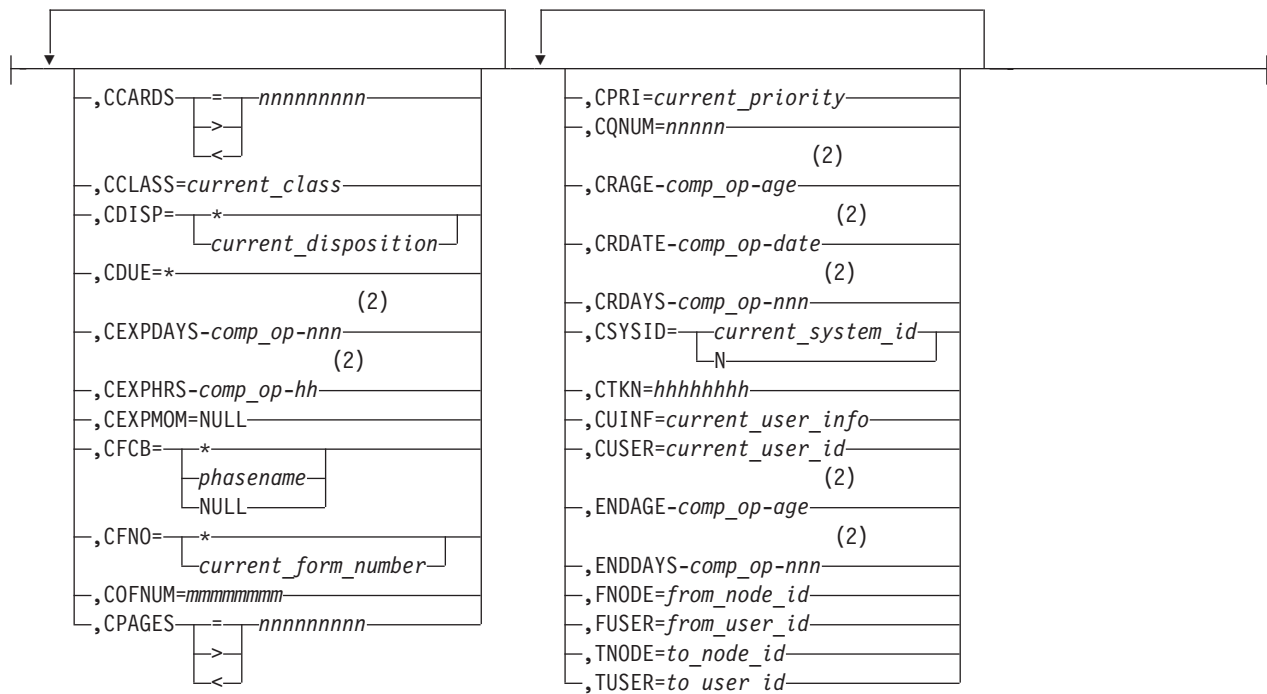 ,CCARDS = nnnnnnnnn
>
<
,CCLASS=current_class
,CDISP= *
current_disposition
,CDUE=*
(2)
,CEXPDAYS-comp_op-nnn
(2)
,CEXPHRS-comp_op-hh
,CEXPMOM=NULL
,CFCB= *
phasename
NULL
,CFNO= *
current_form_number
,COFNUM=mmmmmmmm
,CPAGES = nnnnnnnnn
>
<
,CPRI=current_priority
,CQNUM=nnnnn
(2)
,CRAGE-comp_op-age
(2)
,CRDATE-comp_op-date
(2)
,CRDAYS-comp_op-nnn
,CSYSID= current_system_id
N
,CTKN=hhhhhhhh
,CUINF=current_user_info
,CUSER=current_user_id
(2)
,ENDAGE-comp_op-age
(2)
,ENDDAYS-comp_op-nnn
,FNODE=from_node_id
,FUSER=from_user_id
,TNODE=to_node_id
,TUSER=to_user_id